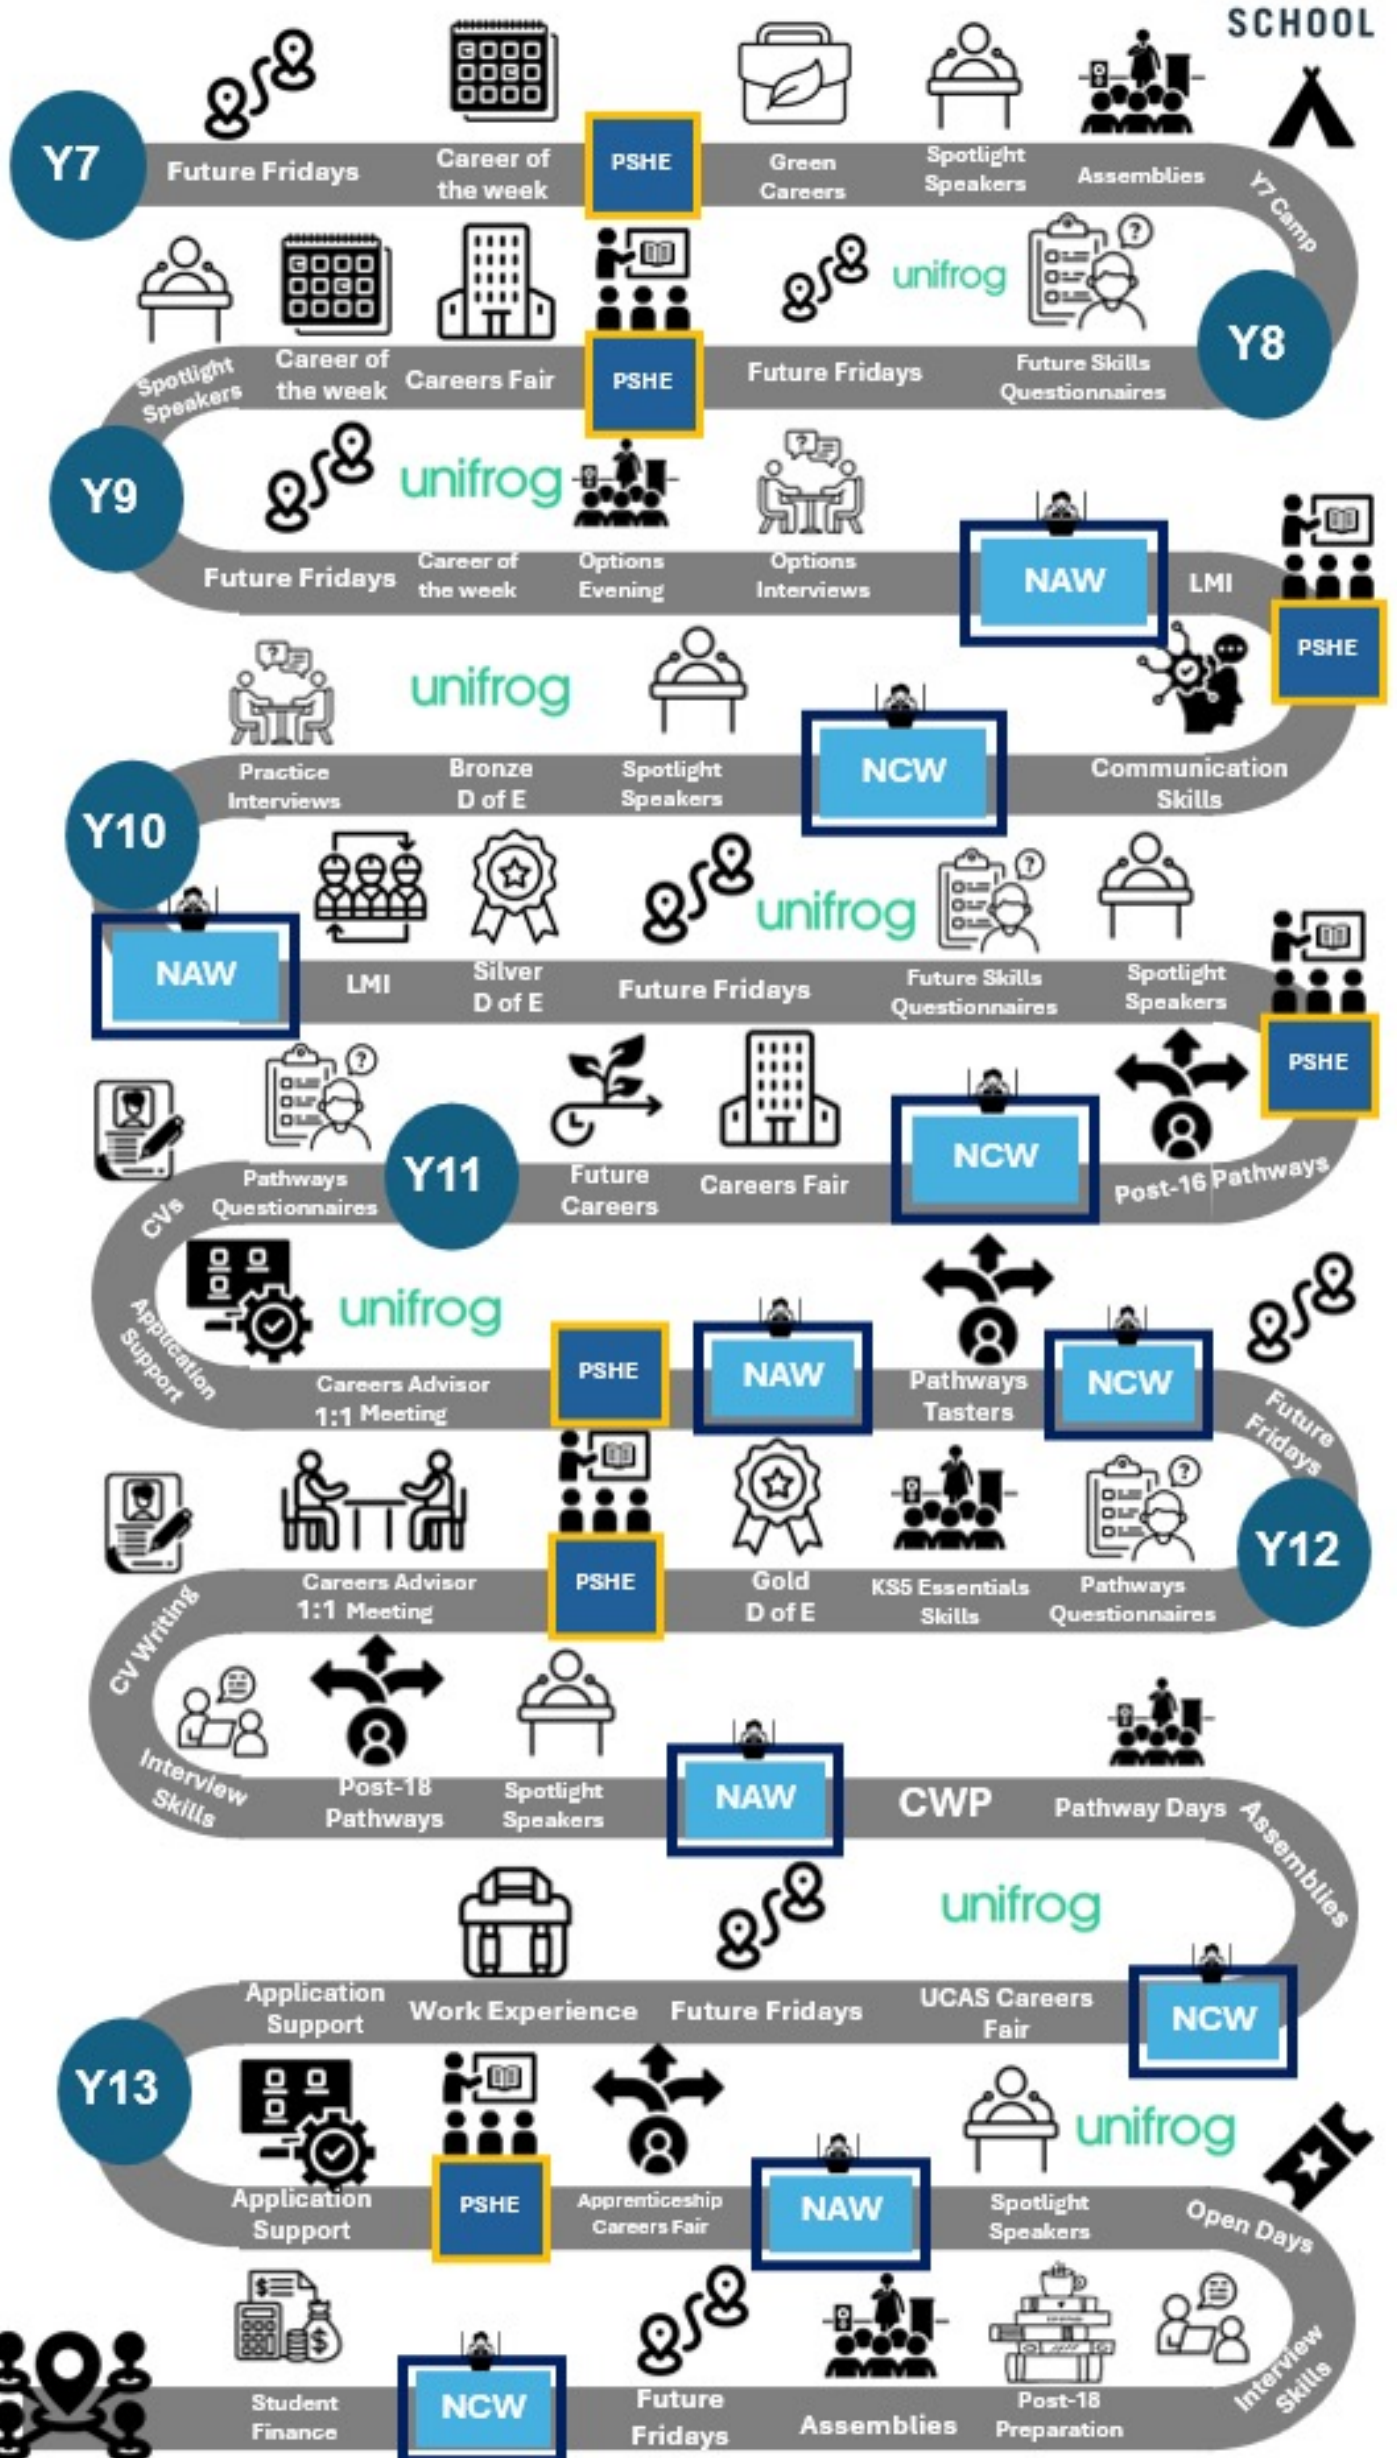 SCHOOL
Y7
Future Fridays
Career of
the week
PSHE
Green
Careers
Spotlight
Speakers
Assemblies
Y7 Camp
unifrog
Y8
Future Skills
Questionnaires
Future Fridays
PSHE
Careers Fair
Career of
the week
Spotlight
Speakers
Y9
unifrog
Future Fridays
Career of
the week
Options
Evening
Options
Interviews
NAW
LMI
PSHE
unifrog
Communication
Skills
NCW
Spotlight
Speakers
Bronze
D of E
Practice
Interviews
Y10
NAW
LMI
Silver
D of E
Future Fridays
unifrog
Future Skills
Questionnaires
Spotlight
Speakers
PSHE
Post-16 Pathways
NCW
Careers Fair
Future
Careers
Y11
Pathways
Questionnaires
CVs
Application
Support
unifrog
Careers Advisor
1:1 Meeting
PSHE
NAW
Pathways
Tasters
NCW
Future
Fridays
Y12
Pathways
Questionnaires
KS5 Essentials
Skills
Gold
D of E
PSHE
Careers Advisor
1:1 Meeting
CV Writing
Interview
Skills
Post-18
Pathways
Spotlight
Speakers
NAW
CWP
Pathway Days
Assemblies
unifrog
NCW
UCAS Careers
Fair
Future Fridays
Work Experience
Application
Support
Y13
Application
Support
PSHE
Apprenticeship
Careers Fair
NAW
Spotlight
Speakers
unifrog
Open Days
Interview
Skills
Post-18
Preparation
Assemblies
Future
Fridays
NCW
Student
Finance